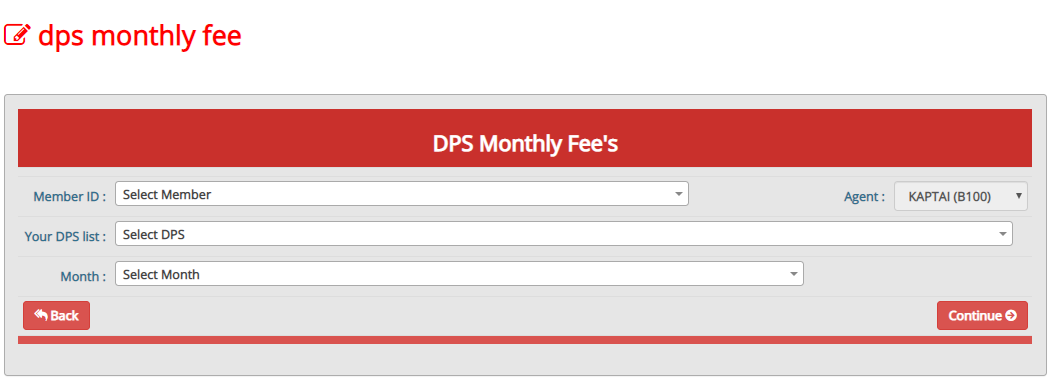 dps monthly fee
DPS Monthly Fee's
Member ID : Select Member Agent : KAPTAI (B100)
Your DPS list : Select DPS
Month : Select Month
Back Continue